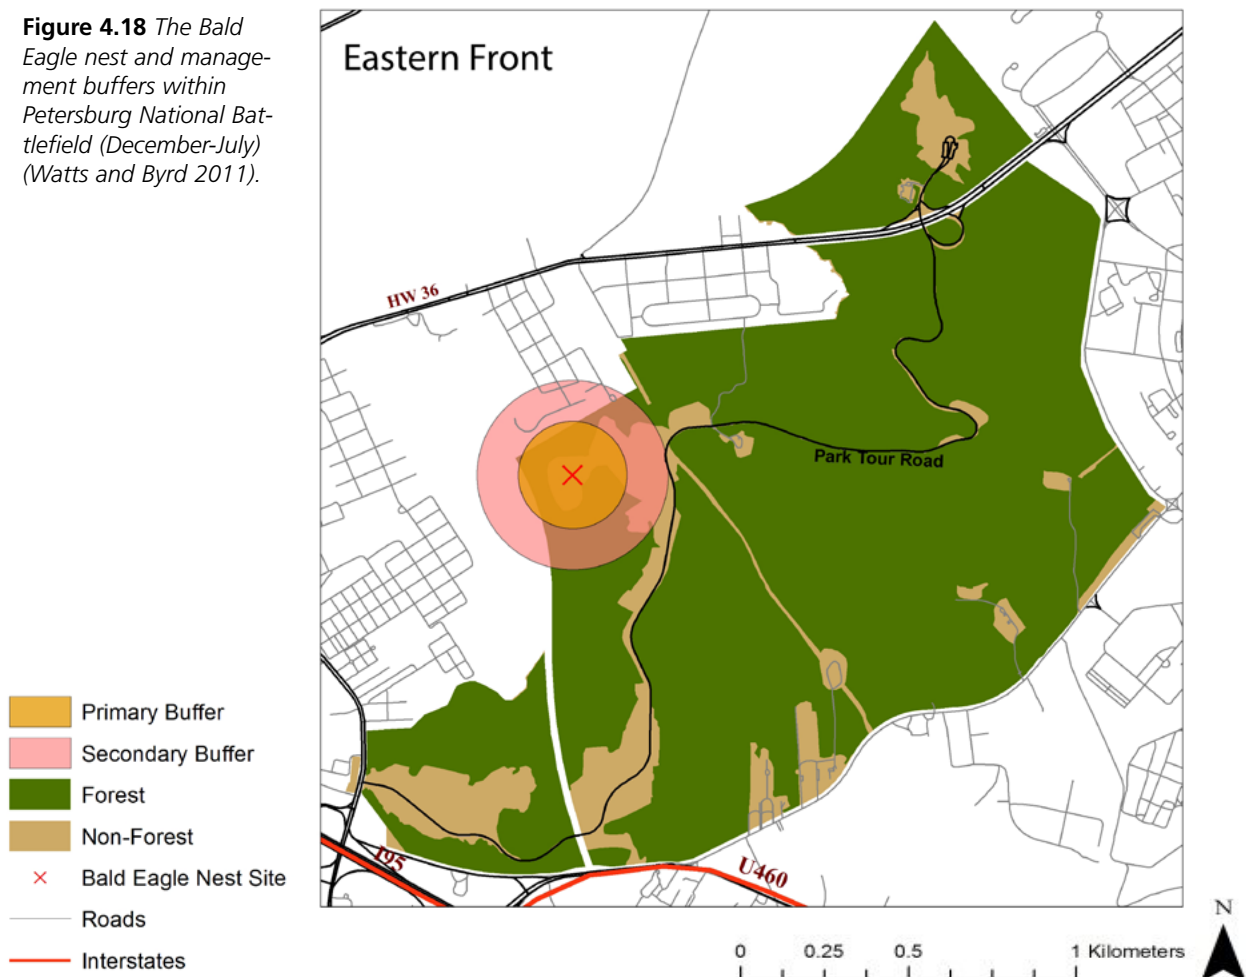 Figure 4.18 The Bald
Eagle nest and manage-
ment buffers within
Petersburg National Bat-
tlefield (December-July)
(Watts and Byrd 2011).
Eastern Front
HW 36
Park Tour Road
I95
U460
Primary Buffer
Secondary Buffer
Forest
Non-Forest
Bald Eagle Nest Site
Roads
Interstates
0 0.25 0.5 1 Kilometers
N